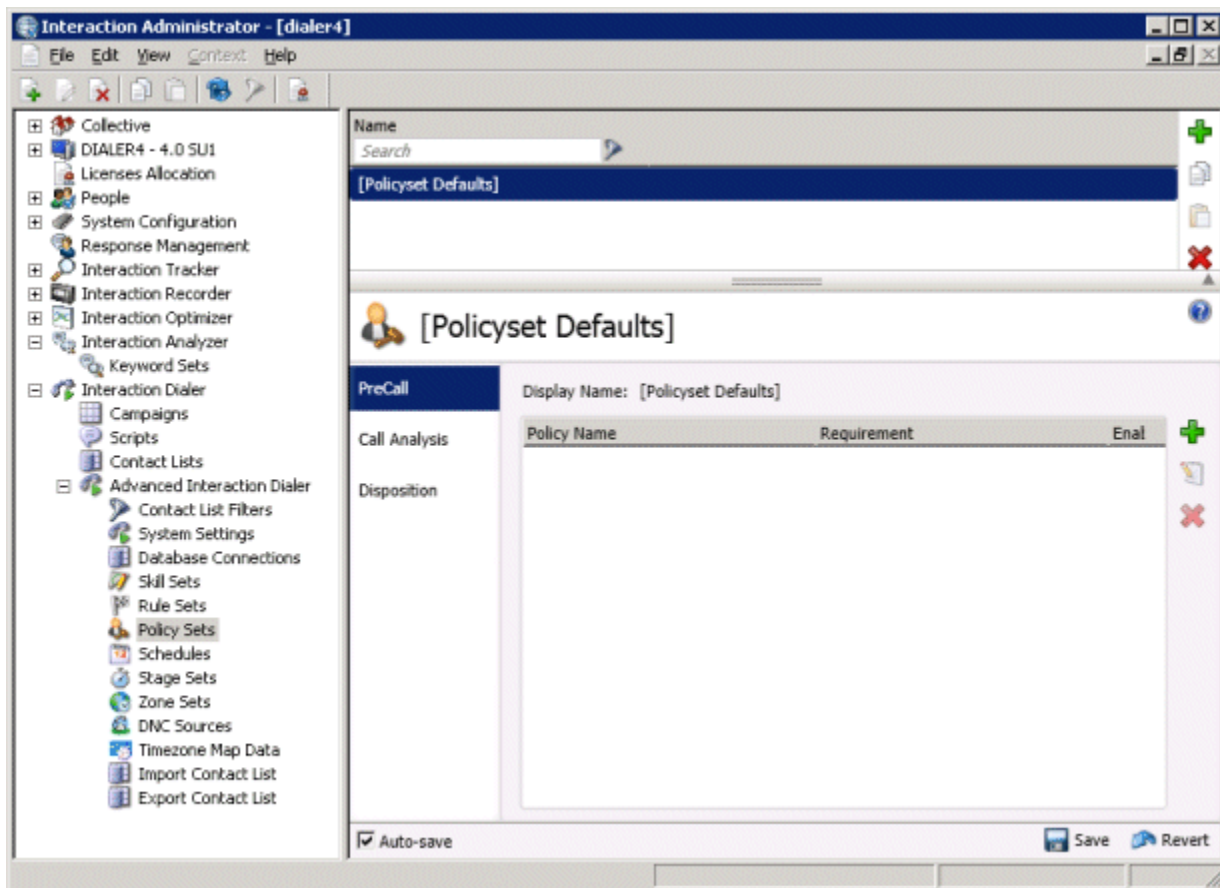 Interaction Administrator - [dialer4]
File Edit View Context Help
Collective
DIALER4 - 4.0 SU1
Licenses Allocation
People
System Configuration
Response Management
Interaction Tracker
Interaction Recorder
Interaction Optimizer
Interaction Analyzer
Keyword Sets
Interaction Dialer
Campaigns
Scripts
Contact Lists
Advanced Interaction Dialer
Contact List Filters
System Settings
Database Connections
Skill Sets
Rule Sets
Policy Sets
Schedules
Stage Sets
Zone Sets
DNC Sources
Timezone Map Data
Import Contact List
Export Contact List
Name
Search
[Policyset Defaults]
[Policyset Defaults]
PreCall
Call Analysis
Disposition
Display Name: [Policyset Defaults]
Policy Name Requirement Enal
Auto-save
Save Revert